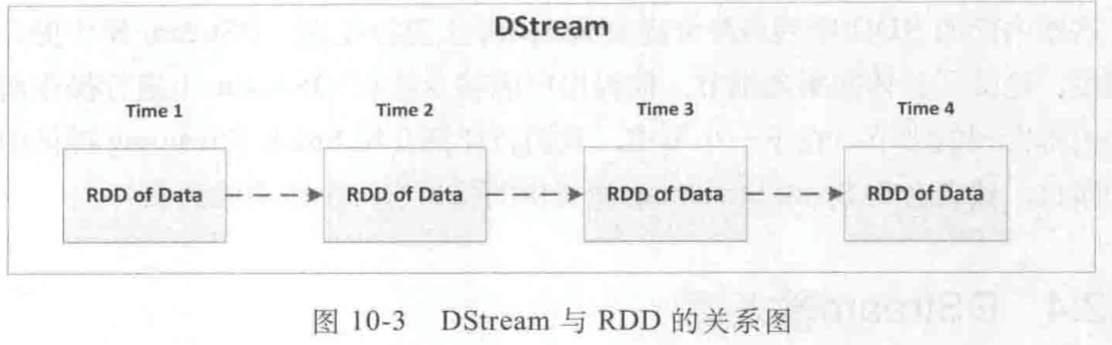 DStream
Time 1 Time 2 Time 3 Time 4
RDD of Data RDD of Data RDD of Data RDD of Data
图 10-3 DStream 与 RDD 的关系图